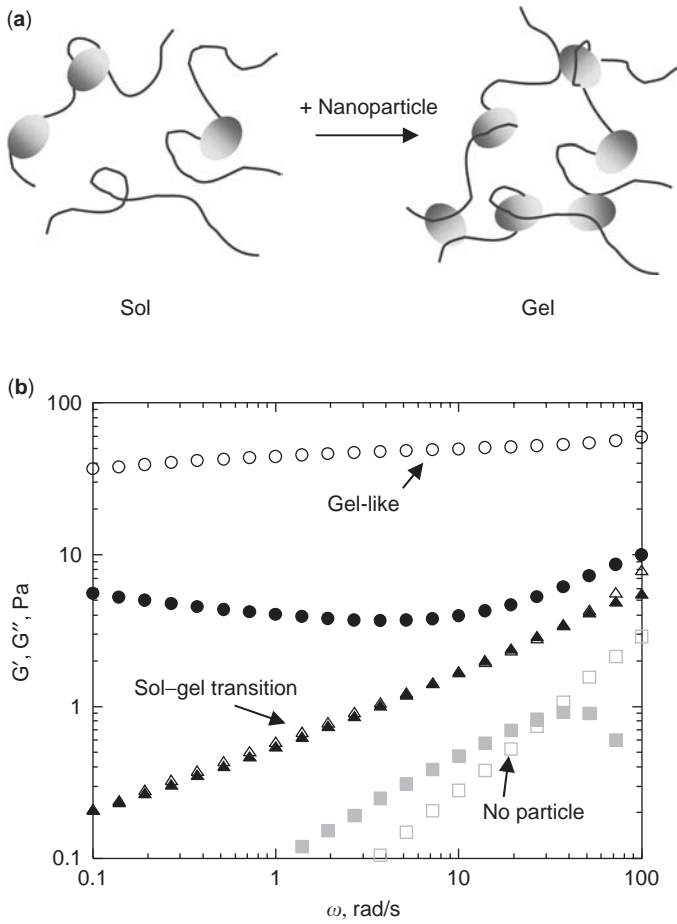 (a)
+ Nanoparticle
Sol
Gel
(b)
100
Gel-like
10
G′, G″, Pa
Sol–gel transition
1
No particle
0.1
0.1
1
10
100
ω, rad/s